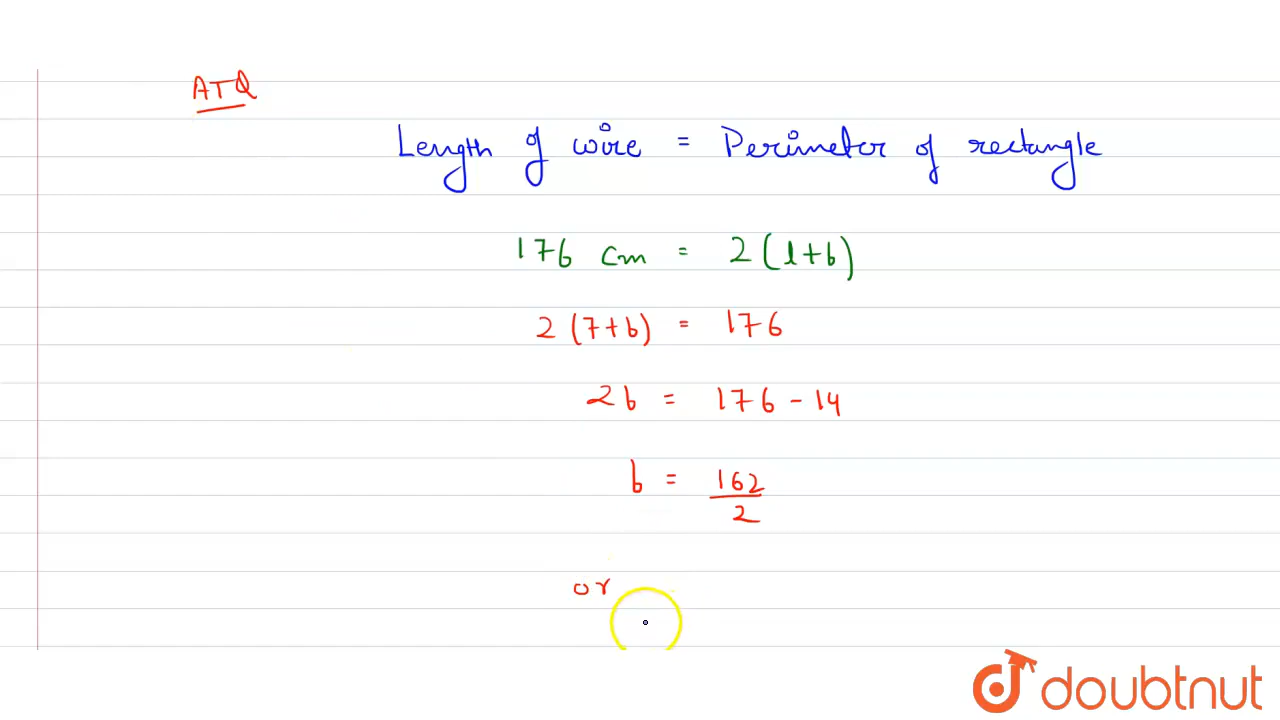 ATQ
Length of wire = Perimeter of rectangle
176 cm = 2(l+b)
2(7+b) = 176
2b = 176-14
b = 162/2
or
doubtnut